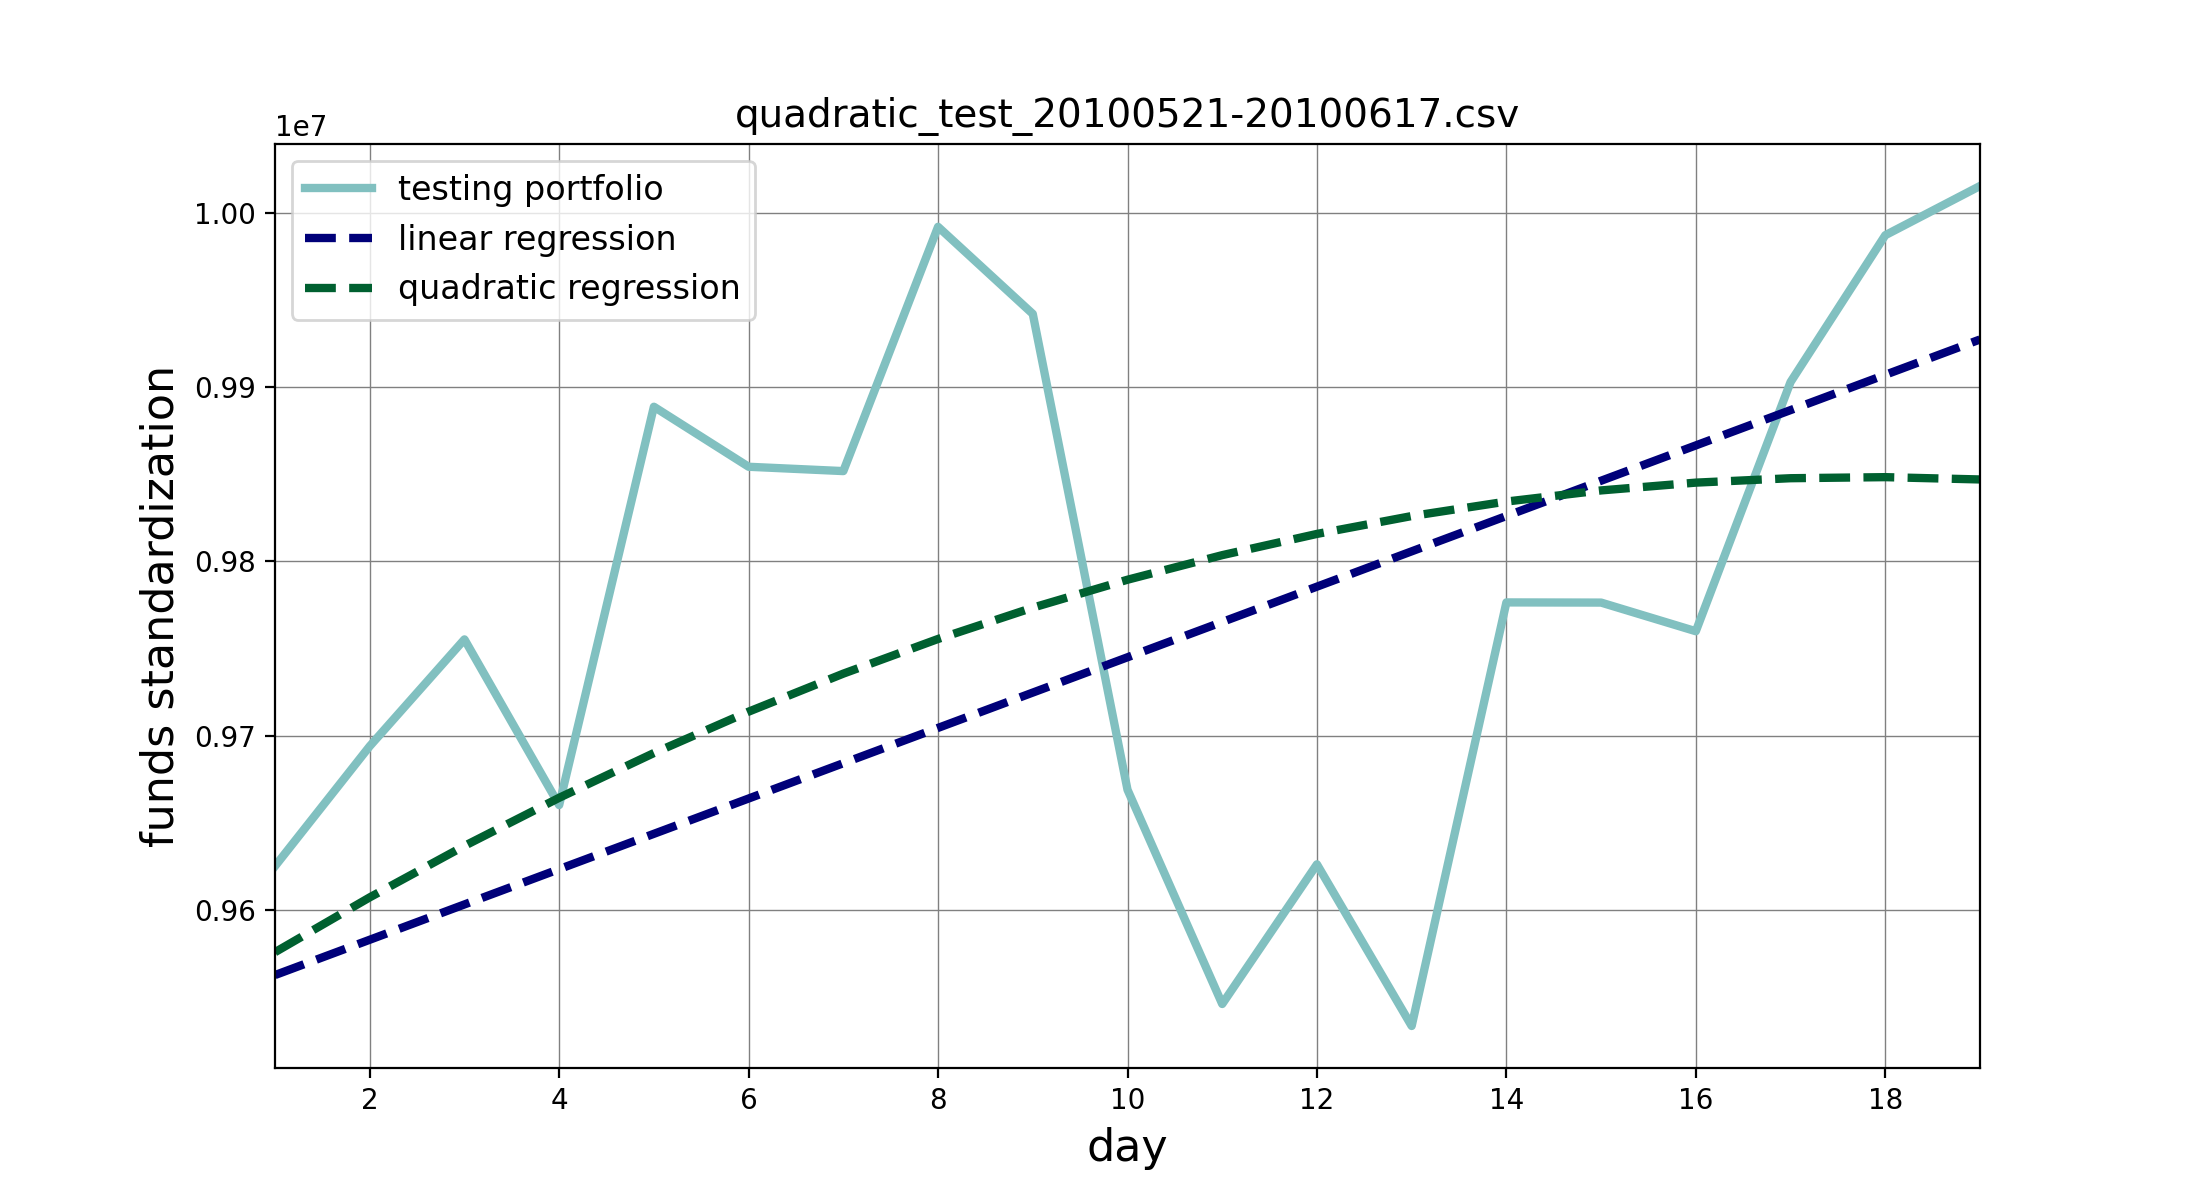 quadratic_test_20100521-20100617.csv
1e7
testing portfolio
linear regression
quadratic regression
1.00
0.99
0.98
0.97
0.96
funds standardization
2 4 6 8 10 12 14 16 18
day